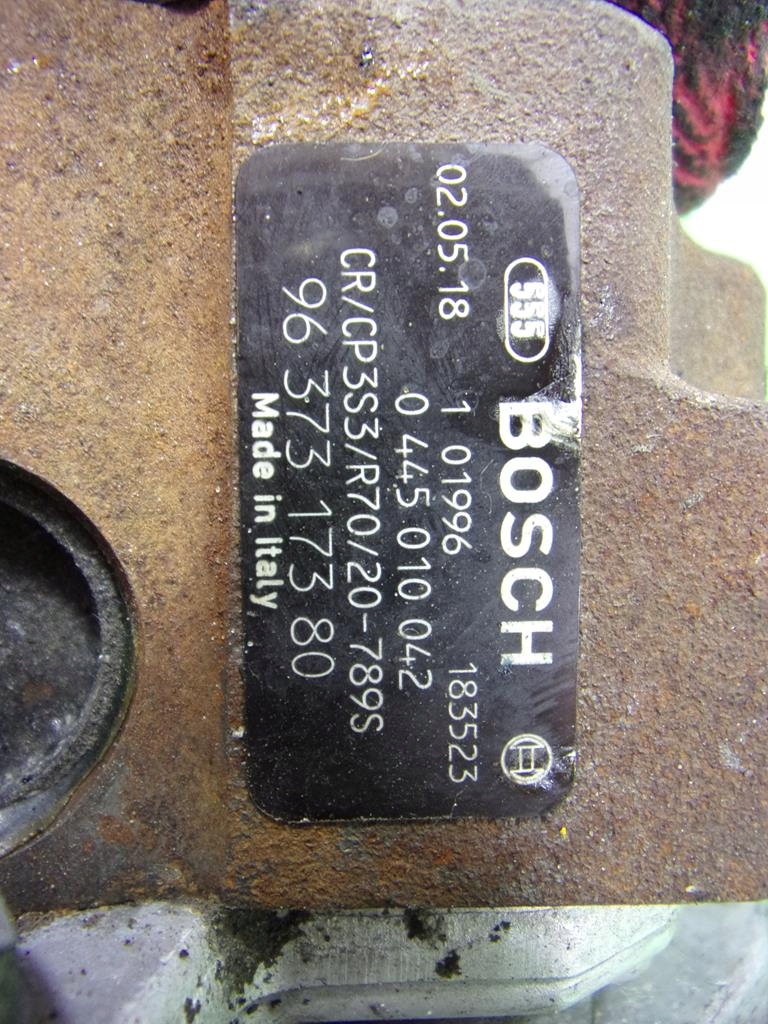 555 BOSCH
02.05.18 1 01996 183523
0 445 010 042
CR/CP3S3/R70/20-789S
96 373 173 80
Made in Italy